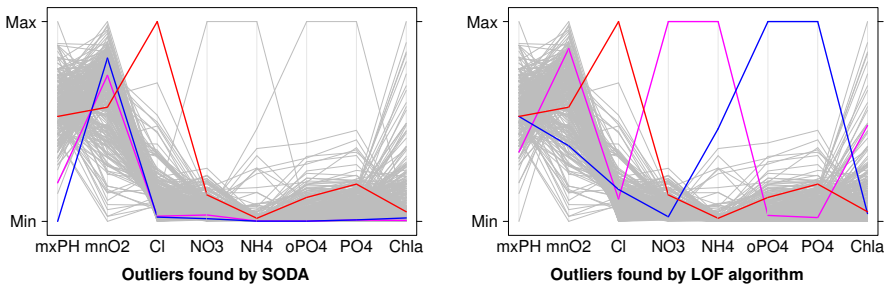 Max
Min
mxPH mnO2 Cl NO3 NH4 oPO4 PO4 Chla
Outliers found by SODA
Max
Min
mxPH mnO2 Cl NO3 NH4 oPO4 PO4 Chla
Outliers found by LOF algorithm